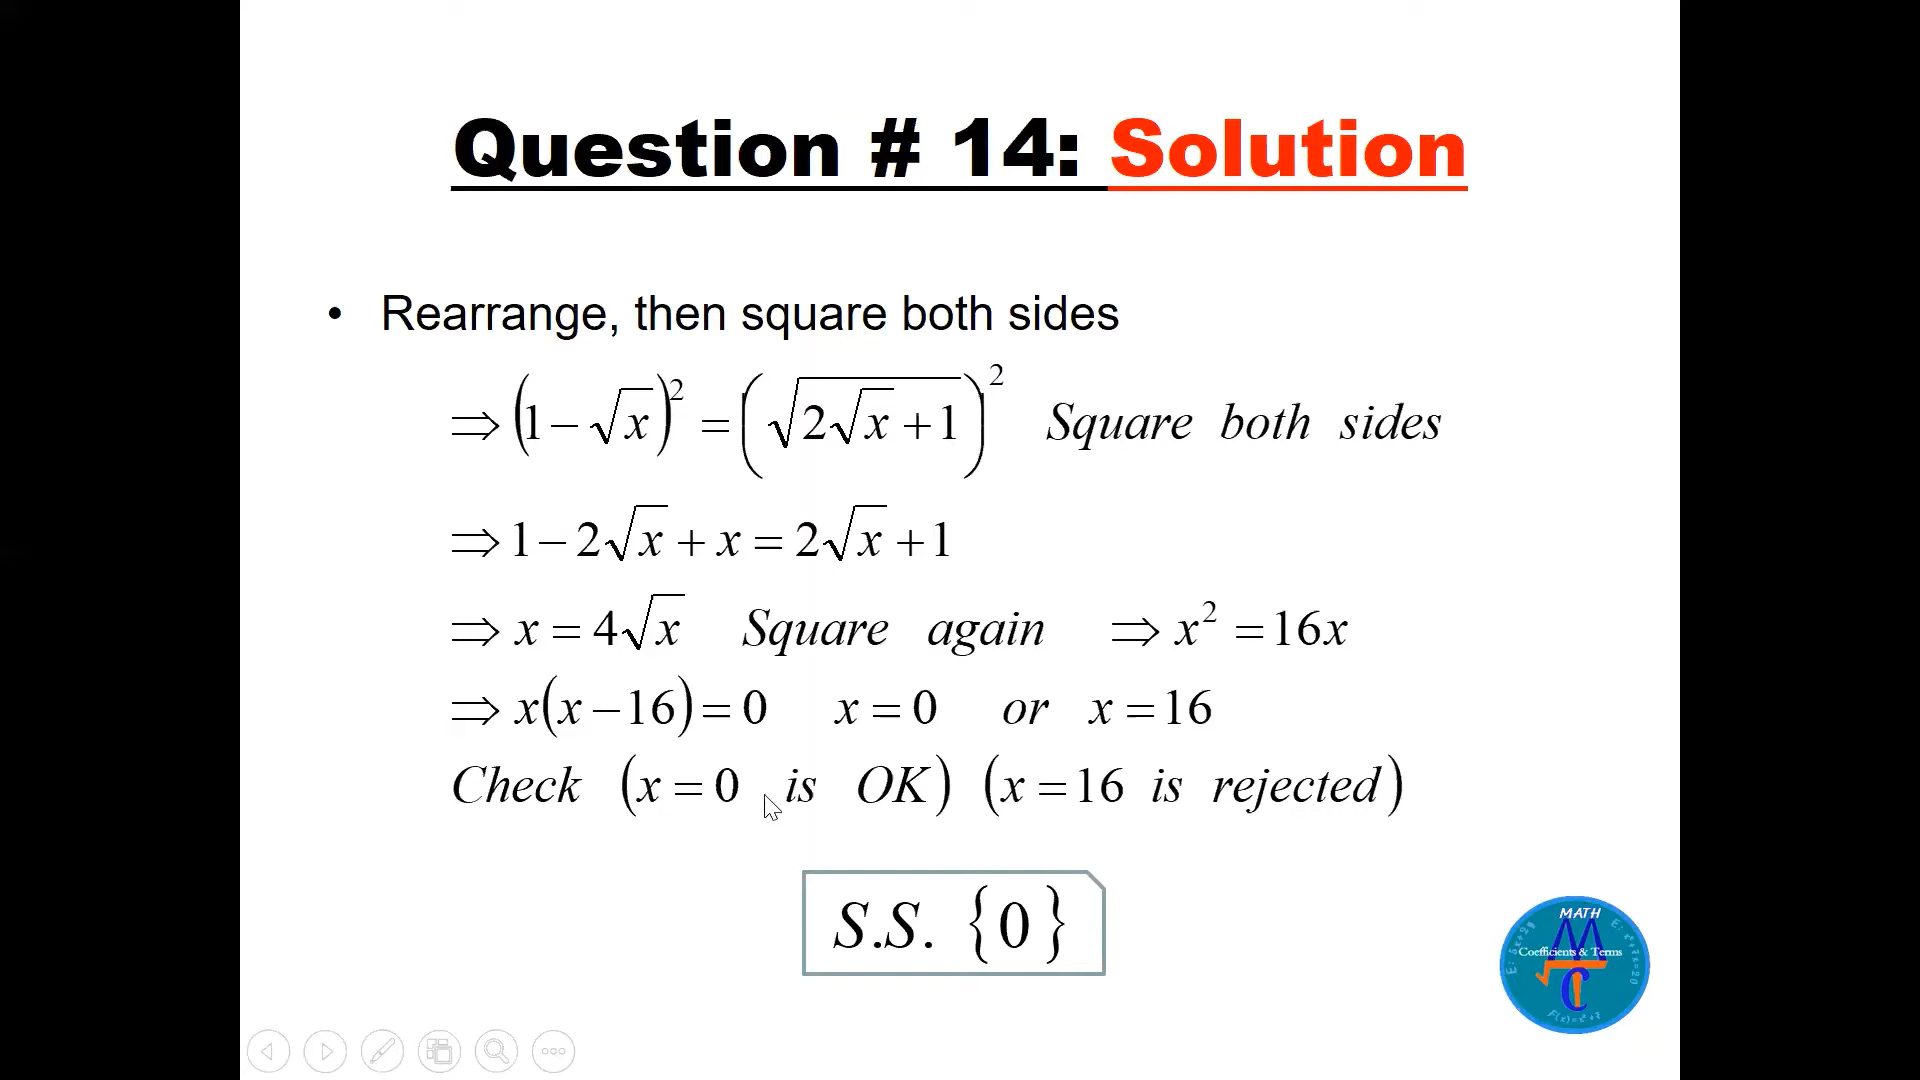 Question # 14: Solution
• Rearrange, then square both sides
⇒ (1 − √x)² = (√(2√x + 1))² Square both sides
⇒ 1 − 2√x + x = 2√x + 1
⇒ x = 4√x Square again ⇒ x² = 16x
⇒ x(x − 16) = 0 x = 0 or x = 16
Check (x = 0 is OK) (x = 16 is rejected)
S.S. {0}
MATH
Coefficients & Terms